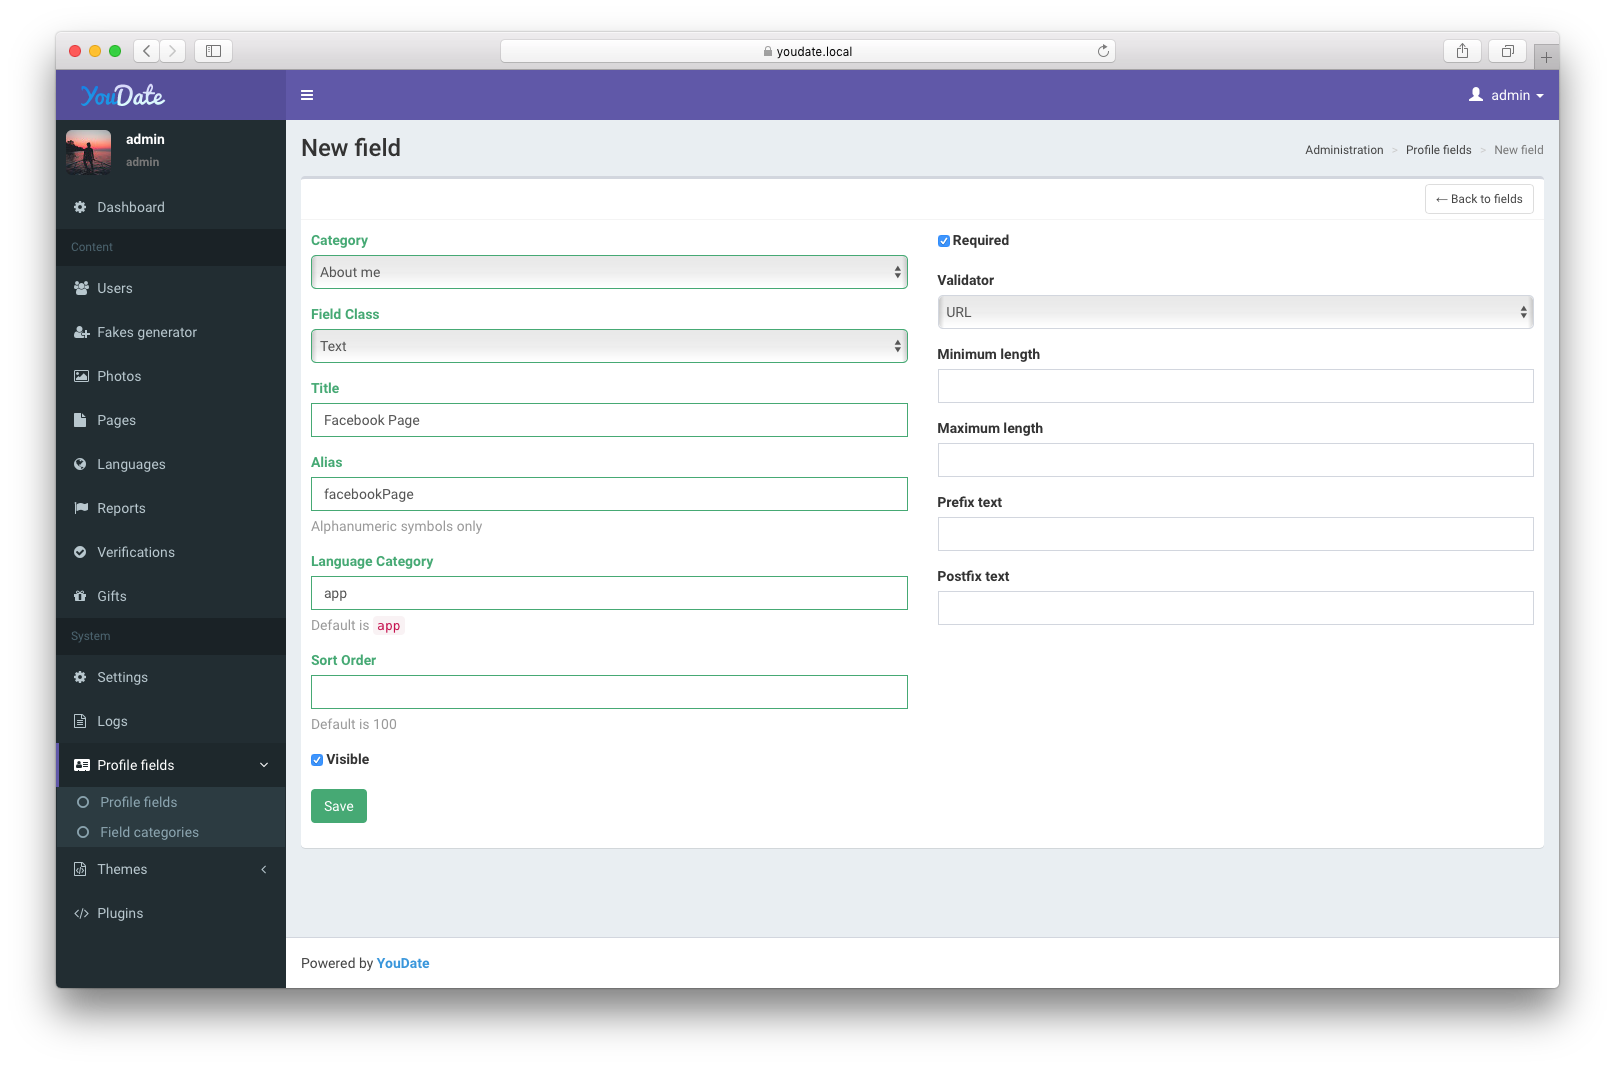 youdate.local
YouDate
admin
admin
admin
Dashboard
Content
Users
Fakes generator
Photos
Pages
Languages
Reports
Verifications
Gifts
System
Settings
Logs
Profile fields
Profile fields
Field categories
Themes
Plugins
New field
Administration > Profile fields > New field
← Back to fields
Category
About me
Field Class
Text
Title
Facebook Page
Alias
facebookPage
Alphanumeric symbols only
Language Category
app
Default is app
Sort Order
Default is 100
Visible
Save
Required
Validator
URL
Minimum length
Maximum length
Prefix text
Postfix text
Powered by YouDate